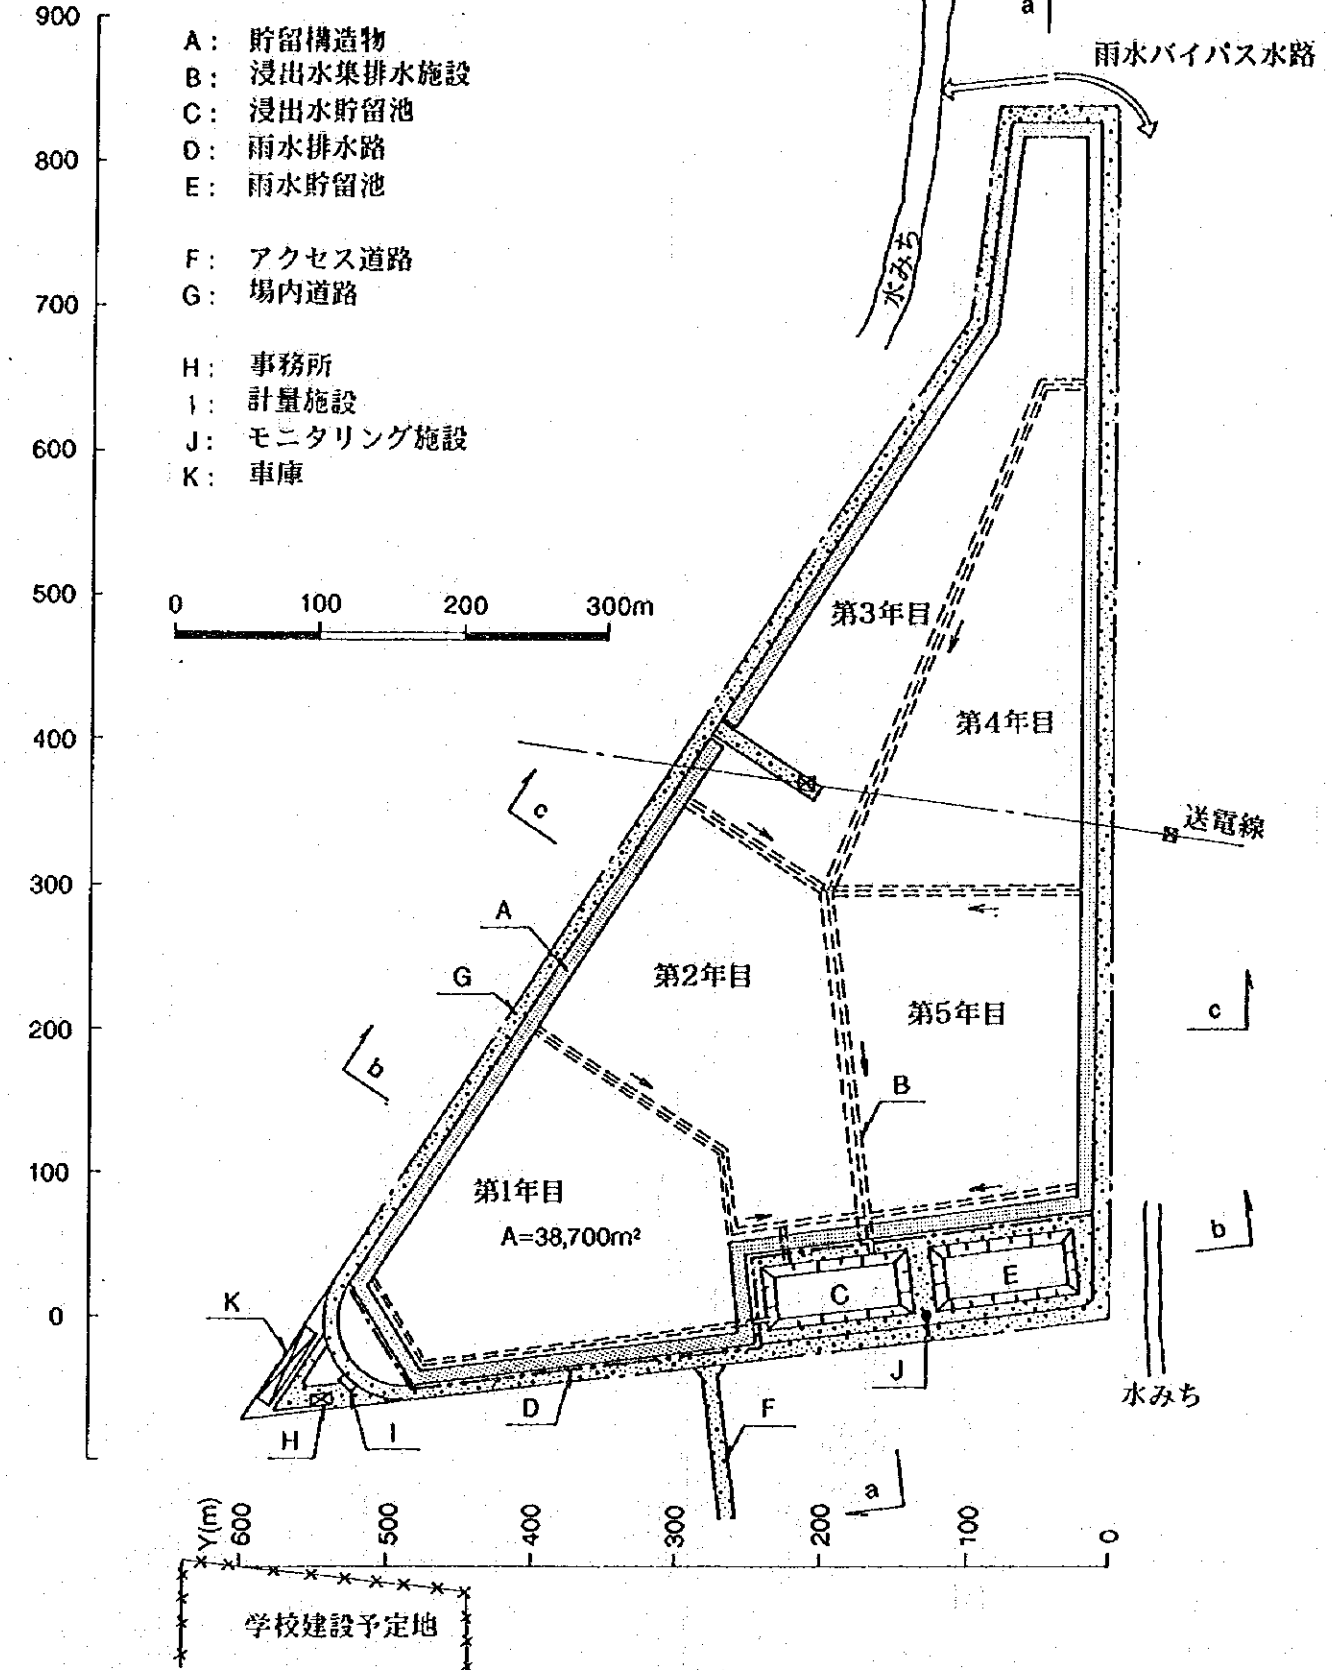 900
800
700
600
500
400
300
200
100
0
A: 貯留構造物
B: 浸出水集排水施設
C: 浸出水貯留池
D: 雨水排水路
E: 雨水貯留池
F: アクセス道路
G: 場内道路
H: 事務所
I: 計量施設
J: モニタリング施設
K: 車庫
0 100 200 300m
a
雨水バイパス水路
水みち
第3年目
第4年目
送電線
c
A
G
第2年目
第5年目
c
b
B
第1年目
A=38,700m²
b
K
C
E
J
水みち
H
I
D
F
a
Y(m)
600
500
400
300
200
100
0
学校建設予定地